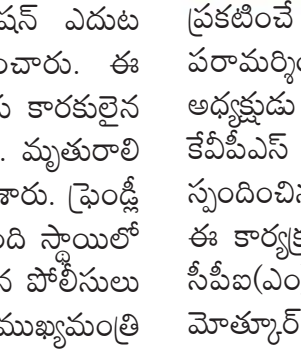 షన్ ఎదుట
ంచారు. ఈ
కారకులైన
. మృతురాలి
శారు. ఫ్రెండ్లీ
ది స్థాయిలో
న పోలీసులు
ముఖ్యమంత్రి
ప్రకటించే
పరామర్శిం
అధ్యక్షుడు
కేవీపీఎస్
స్పందించిన
ఈ కార్యక్ర
సీపీఐ(ఎం
మోత్కూర్